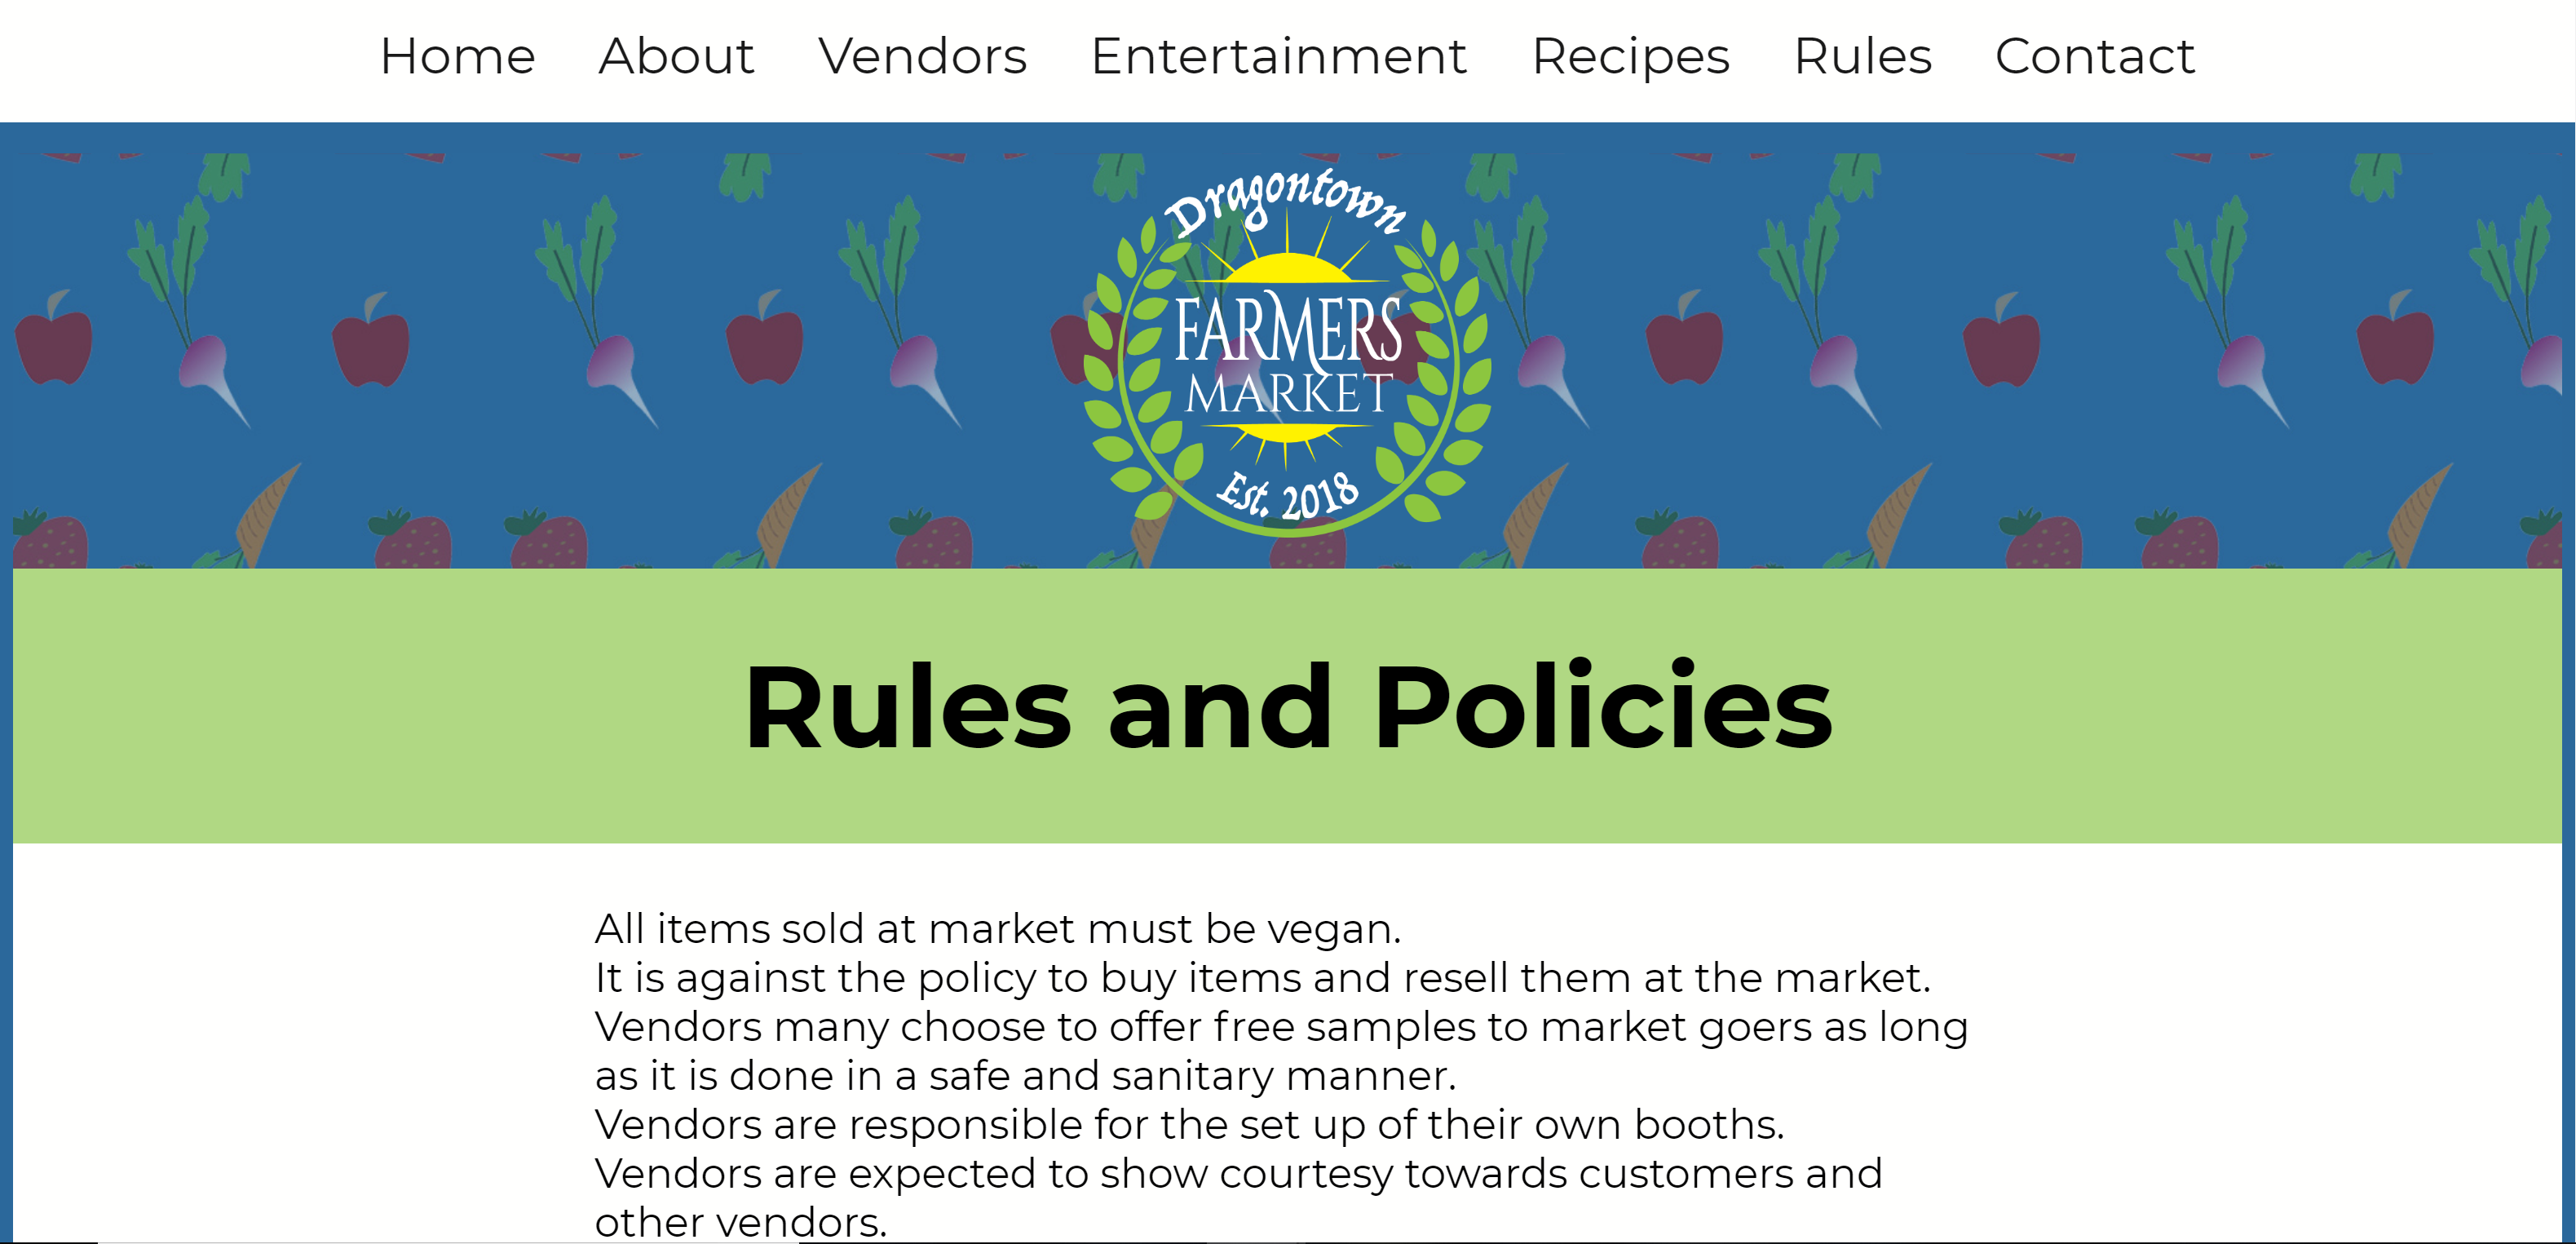 Home About Vendors Entertainment Recipes Rules Contact
Dragontown
FARMERS
MARKET
Est. 2018
Rules and Policies
All items sold at market must be vegan.
It is against the policy to buy items and resell them at the market.
Vendors many choose to offer free samples to market goers as long
as it is done in a safe and sanitary manner.
Vendors are responsible for the set up of their own booths.
Vendors are expected to show courtesy towards customers and
other vendors.